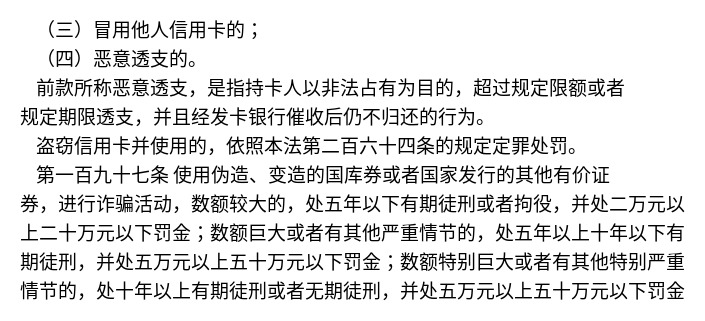 （三）冒用他人信用卡的；
（四）恶意透支的。
前款所称恶意透支，是指持卡人以非法占有为目的，超过规定限额或者
规定期限透支，并且经发卡银行催收后仍不归还的行为。
盗窃信用卡并使用的，依照本法第二百六十四条的规定定罪处罚。
第一百九十七条 使用伪造、变造的国库券或者国家发行的其他有价证
券，进行诈骗活动，数额较大的，处五年以下有期徒刑或者拘役，并处二万元以
上二十万元以下罚金；数额巨大或者有其他严重情节的，处五年以上十年以下有
期徒刑，并处五万元以上五十万元以下罚金；数额特别巨大或者有其他特别严重
情节的，处十年以上有期徒刑或者无期徒刑，并处五万元以上五十万元以下罚金